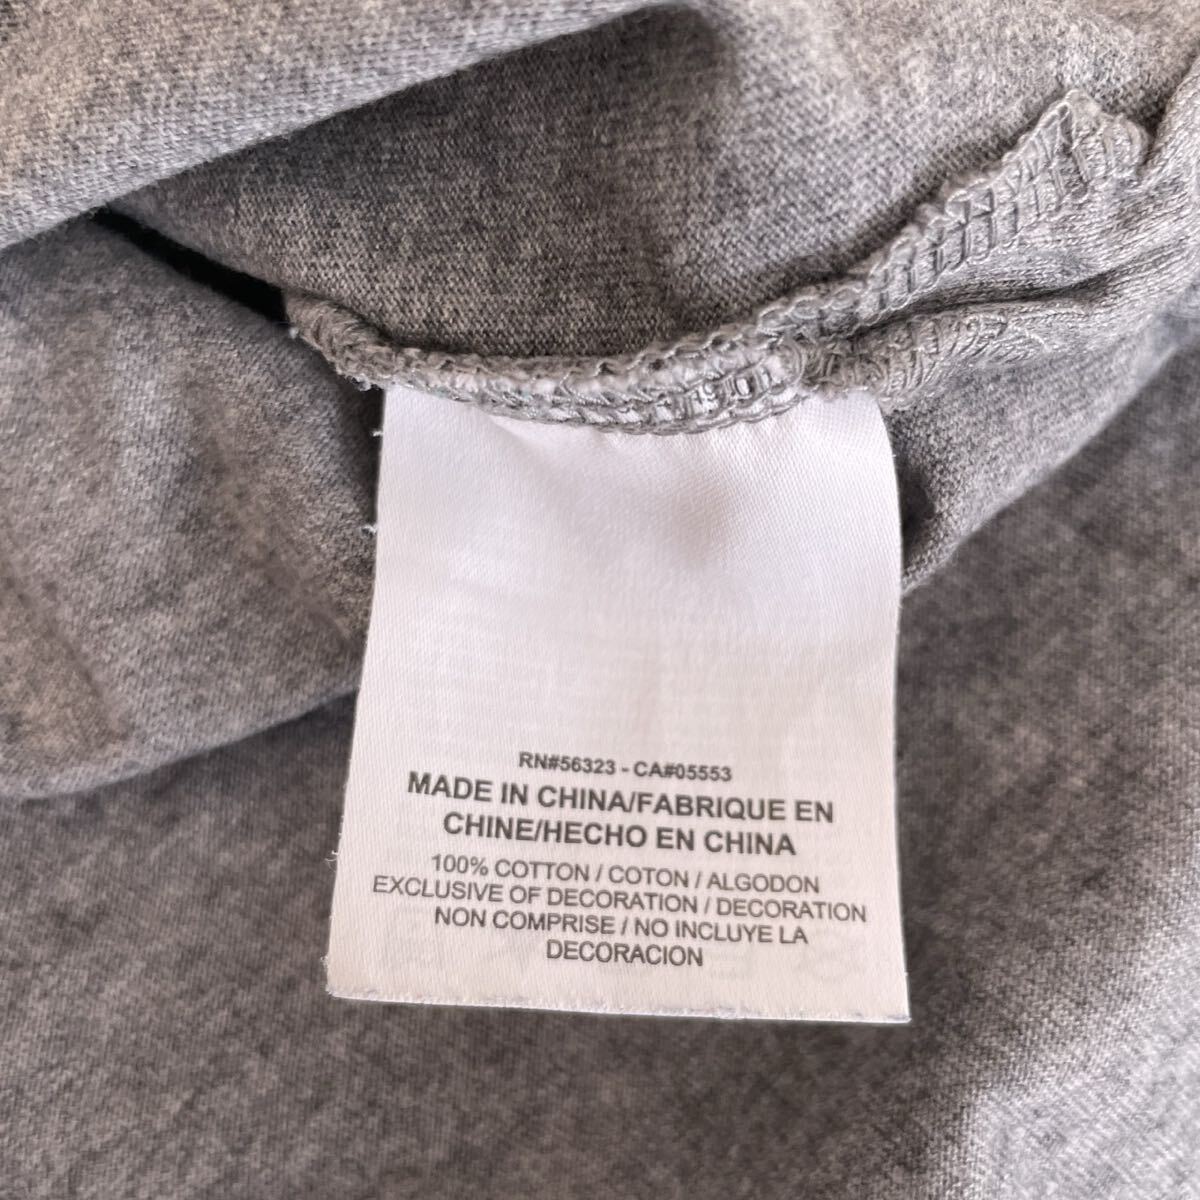 RN#56323 - CA#05553
MADE IN CHINA/FABRIQUE EN
CHINE/HECHO EN CHINA
100% COTTON / COTON / ALGODON
EXCLUSIVE OF DECORATION / DECORATION
NON COMPRISE / NO INCLUYE LA
DECORACION